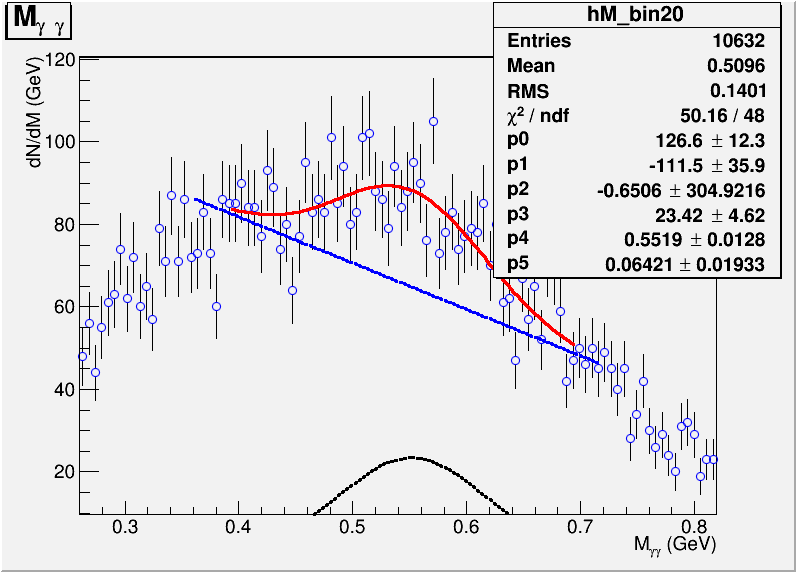 M γ γ
hM_bin20
Entries 10632
Mean 0.5096
RMS 0.1401
χ² / ndf 50.16 / 48
p0 126.6 ± 12.3
p1 -111.5 ± 35.9
p2 -0.6506 ± 304.9216
p3 23.42 ± 4.62
p4 0.5519 ± 0.0128
p5 0.06421 ± 0.01933
dN/dM (GeV)
120
100
80
60
40
20
0.3 0.4 0.5 0.6 0.7 0.8
M γγ (GeV)